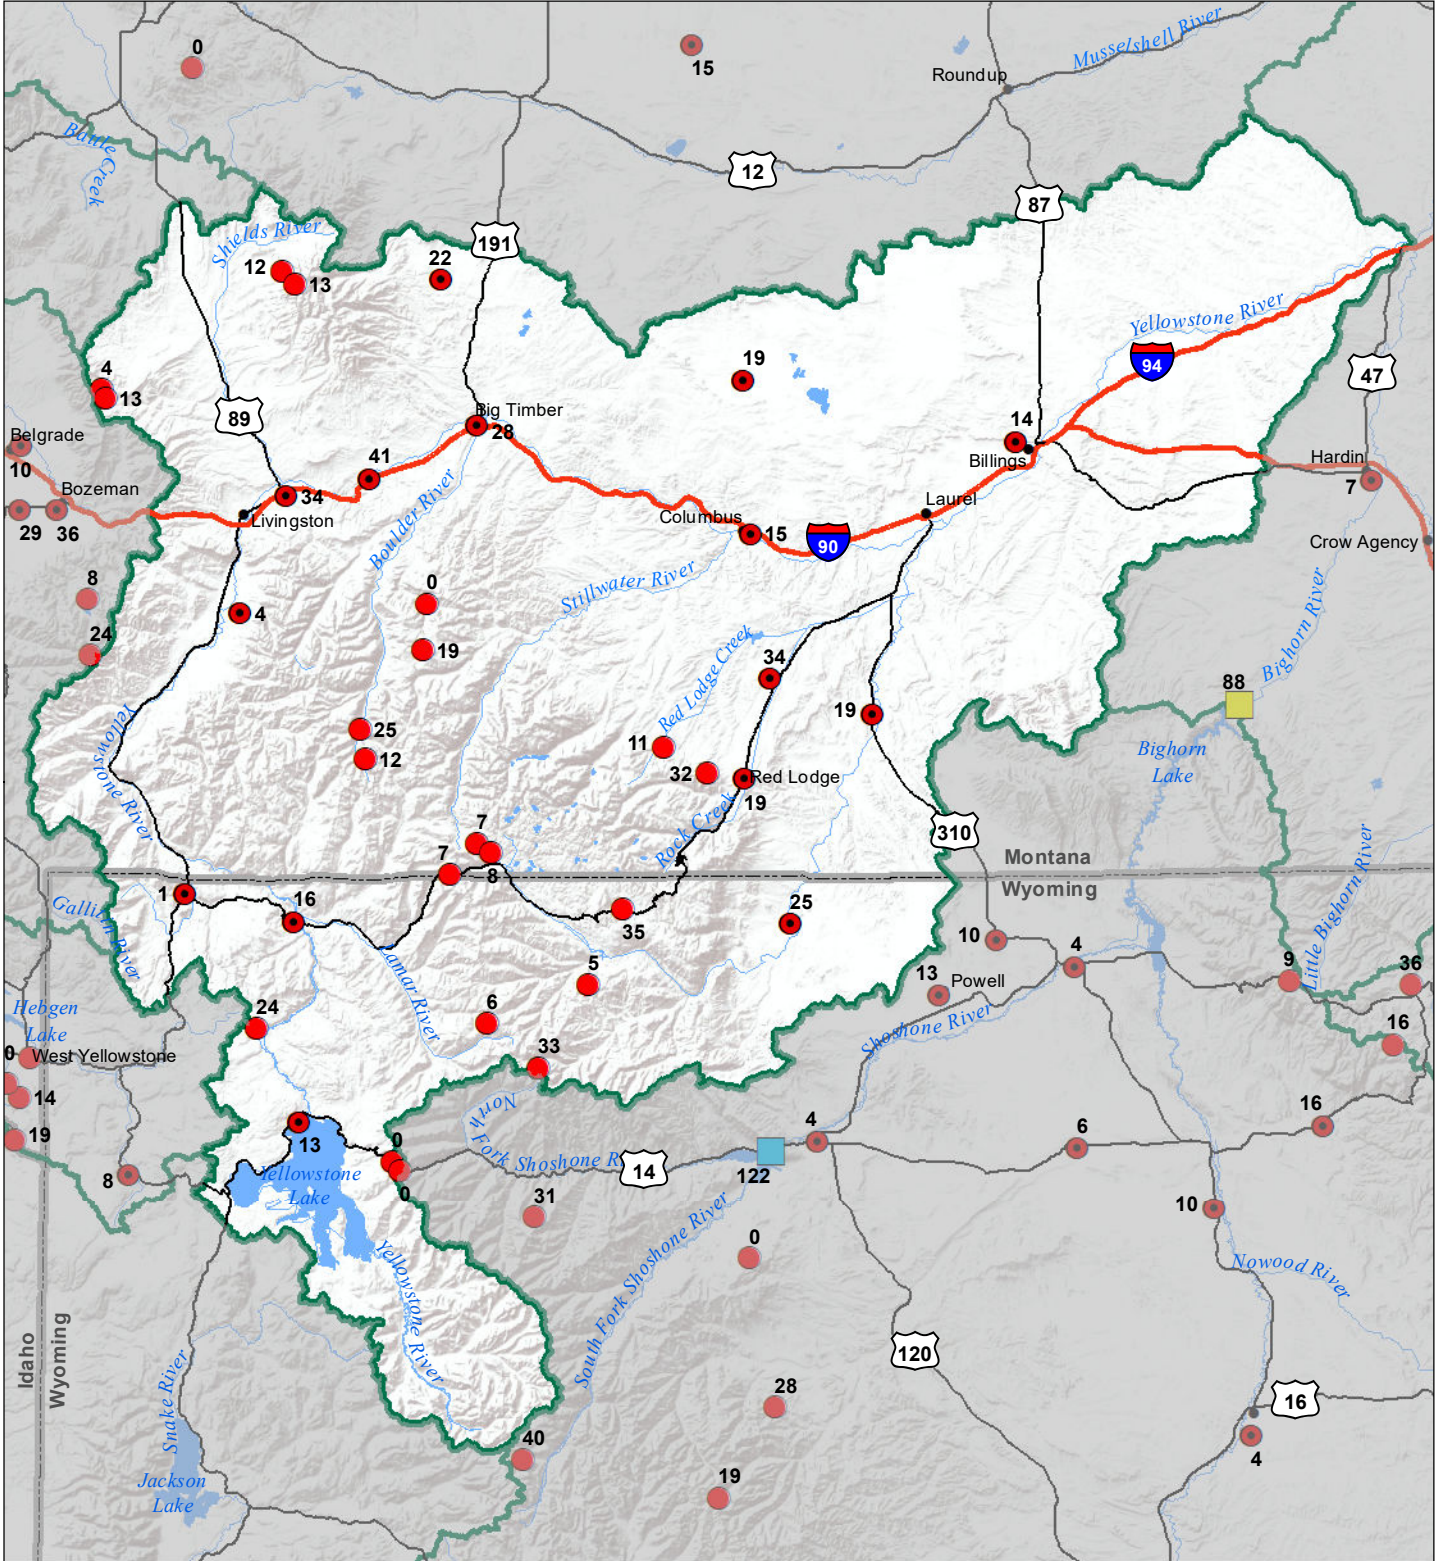 0
15
Roundup
Musselshell River
12
Battle Creek
87
Shields River
191
12
13
22
Yellowstone River
94
47
4
13
89
19
Big Timber
28
14
Billings
Belgrade
10
Bozeman
29
36
41
34
Livingston
Boulder River
Hardin
7
Laurel
Columbus
15
90
Crow Agency
8
24
4
0
19
Stillwater River
Red Lodge Creek
34
19
Bighorn River
88
Bighorn
Lake
25
12
11
32
Red Lodge
19
Yellowstone River
Rock Creek
310
7
7
8
Montana
Wyoming
Little Bighorn River
1
16
Gallatin River
35
25
10
4
13
Powell
9
36
Lamar River
5
6
Hebgen
Lake
24
Shoshone River
16
0
West Yellowstone
33
14
19
North
Fork Shoshone R
13
0
0
4
6
16
8
Yellowstone
Lake
14
122
31
10
0
South Fork Shoshone River
Yellowstone River
Nowood River
Idaho
Wyoming
Snake River
120
28
16
4
40
19
Jackson
Lake